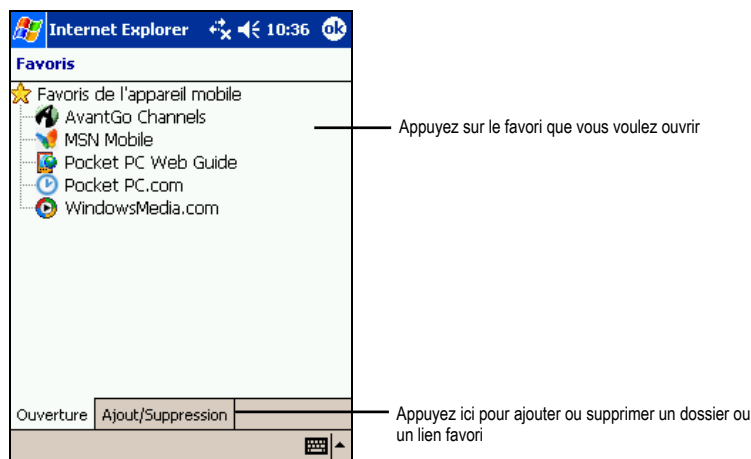 Internet Explorer 10:36 ok
Favoris
Favoris de l'appareil mobile
AvantGo Channels
MSN Mobile
Pocket PC Web Guide
Pocket PC.com
WindowsMedia.com
Appuyez sur le favori que vous voulez ouvrir
Ouverture Ajout/Suppression
Appuyez ici pour ajouter ou supprimer un dossier ou
un lien favori